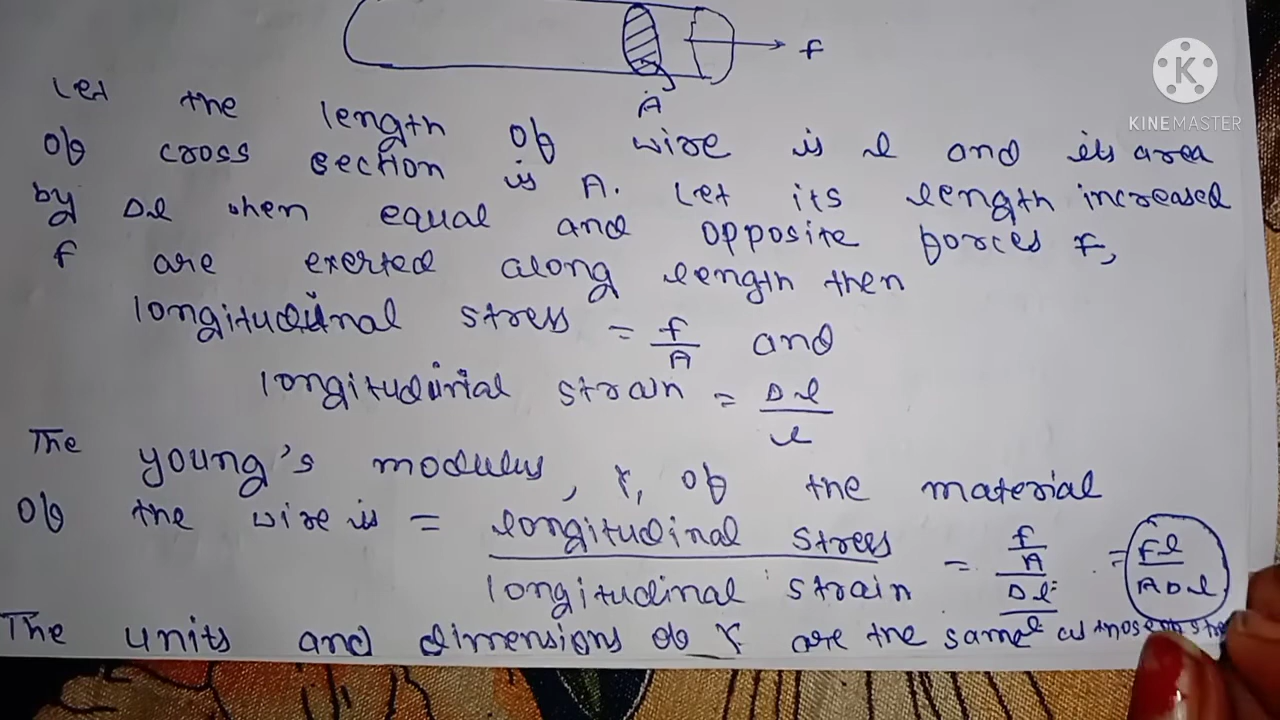 F
A
KINEMASTER
Let the length of wire is l and its area
of cross section is A. Let its length increased
by Δl when equal and opposite forces F,
F are exerted along length then
longitudinal stress = F/A and
longitudinal strain = Δl/l
The young's modulus, Y, of the material
of the wire is = longitudinal stress/longitudinal strain = F/A/Δl/l = Fl/AΔl
The units and dimensions of Y are the same as those